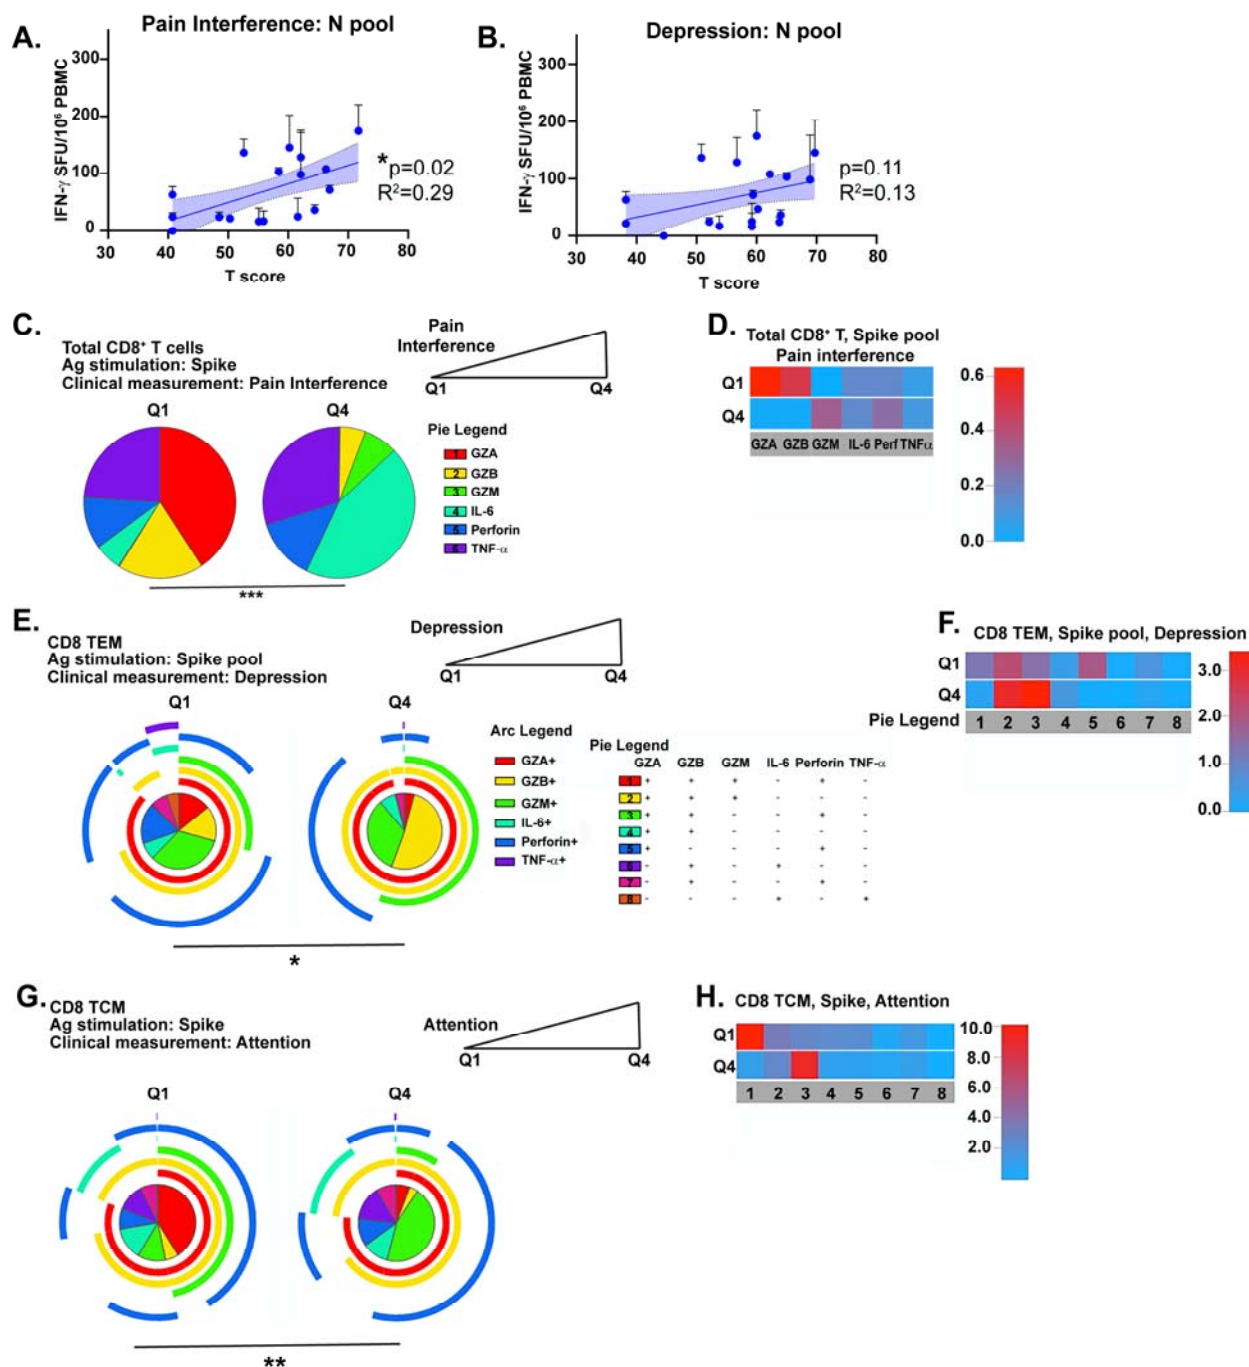 A.
Pain Interference: N pool
IFN-γ SFU/10⁶ PBMC
300
200
100
0
30 40 50 60 70 80
T score
*p=0.02
R²=0.29
B.
Depression: N pool
IFN-γ SFU/10⁶ PBMC
300
200
100
0
30 40 50 60 70 80
T score
p=0.11
R²=0.13
C.
Total CD8⁺ T cells
Ag stimulation: Spike
Clinical measurement: Pain Interference
Pain
Interference
Q1 Q4
Q1 Q4
***
Pie Legend
1 GZA
2 GZB
3 GZM
4 IL-6
5 Perforin
6 TNF-α
D.
Total CD8⁺ T, Spike pool
Pain interference
Q1
Q4
GZA GZB GZM IL-6 Perf TNFα
0.6
0.4
0.2
0.0
E.
CD8 TEM
Ag stimulation: Spike pool
Clinical measurement: Depression
Depression
Q1 Q4
Q1 Q4
*
Arc Legend
GZA+
GZB+
GZM+
IL-6+
Perforin+
TNF-α+
Pie Legend
GZA GZB GZM IL-6 Perforin TNF-α
1 + + + - + -
2 + + + - - -
3 + + - - + -
4 + + - - - -
5 + - - - + -
6 - + - + - -
7 - + - - + -
8 - - - + - +
F.
CD8 TEM, Spike pool, Depression
Q1
Q4
Pie Legend 1 2 3 4 5 6 7 8
3.0
2.0
1.0
0.0
G.
CD8 TCM
Ag stimulation: Spike
Clinical measurement: Attention
Attention
Q1 Q4
Q1 Q4
**
H.
CD8 TCM, Spike, Attention
Q1
Q4
1 2 3 4 5 6 7 8
10.0
8.0
6.0
4.0
2.0